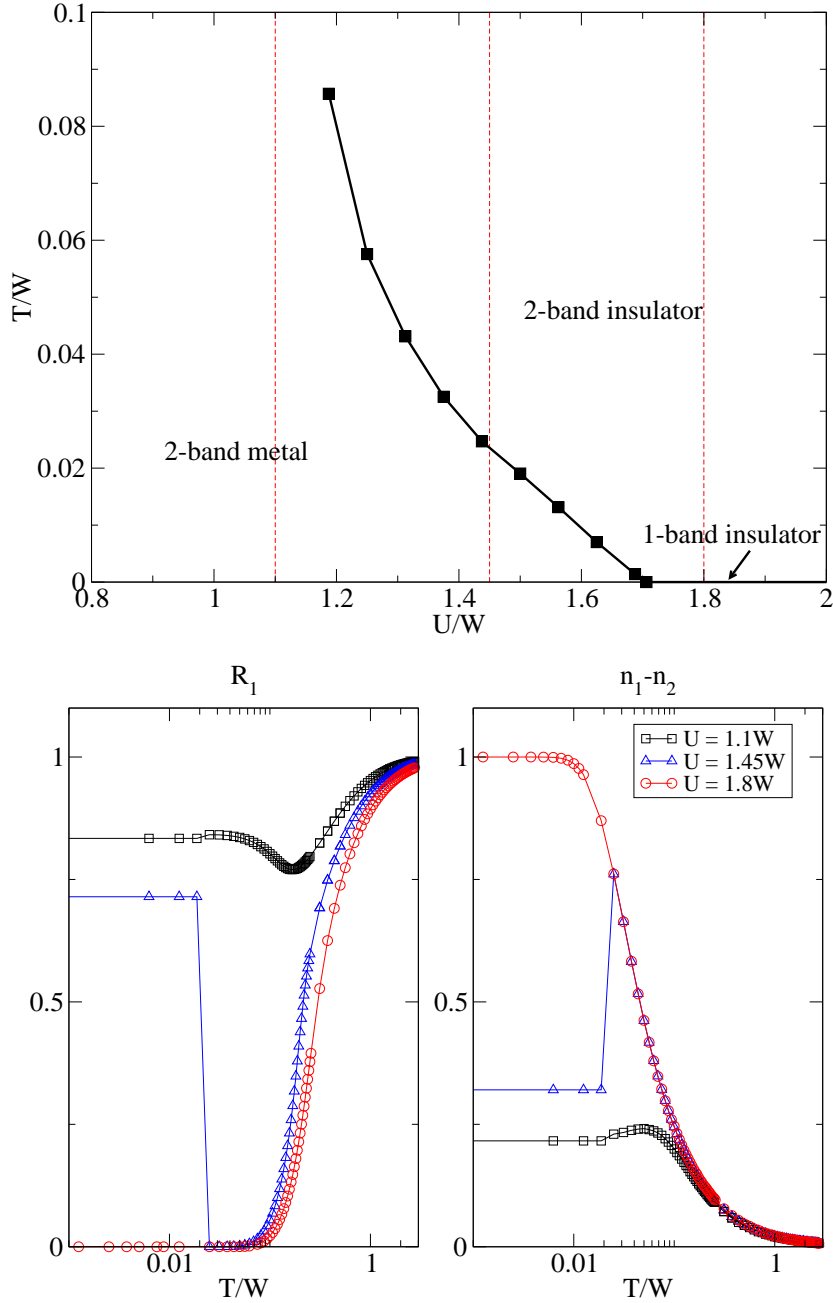 0.1
0.08
0.06
0.04
0.02
0
T/W
2-band insulator
2-band metal
1-band insulator
0.8 1 1.2 1.4 1.6 1.8 2
U/W
R1
n1-n2
1
0.5
0
0.01 1
T/W
U = 1.1W
U = 1.45W
U = 1.8W
1
0.5
0
0.01 1
T/W